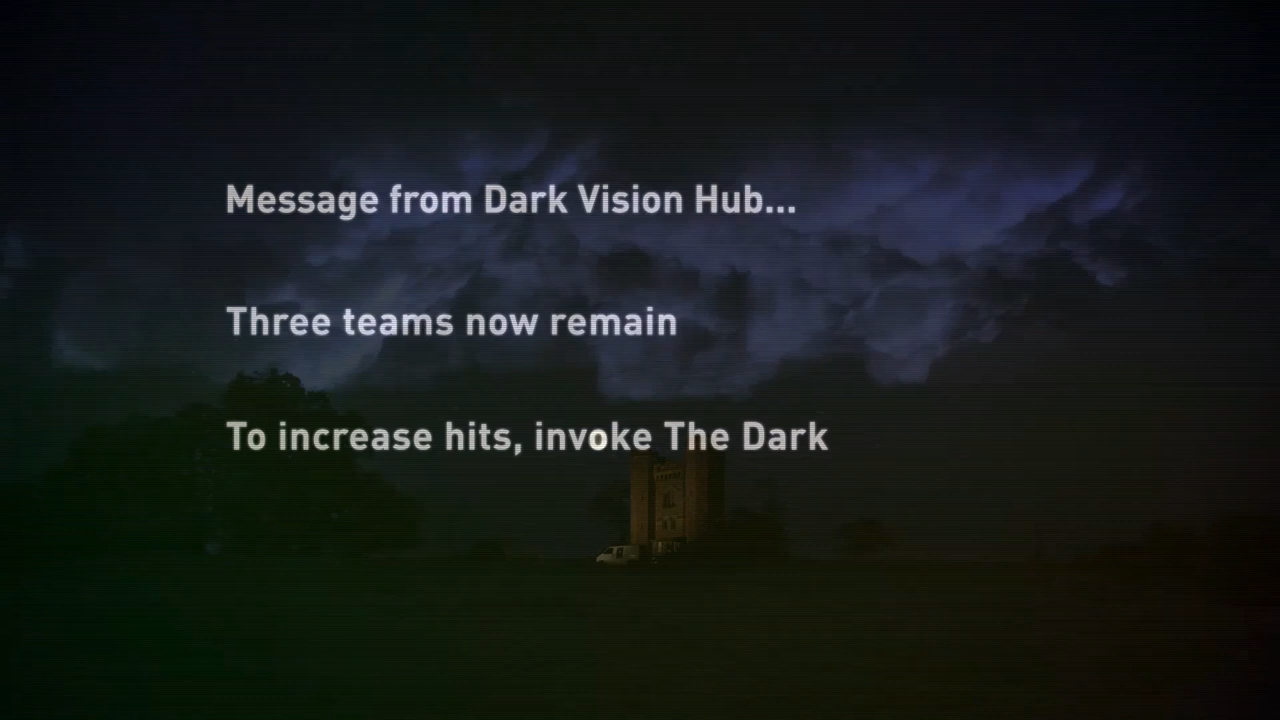 Message from Dark Vision Hub...
Three teams now remain
To increase hits, invoke The Dark